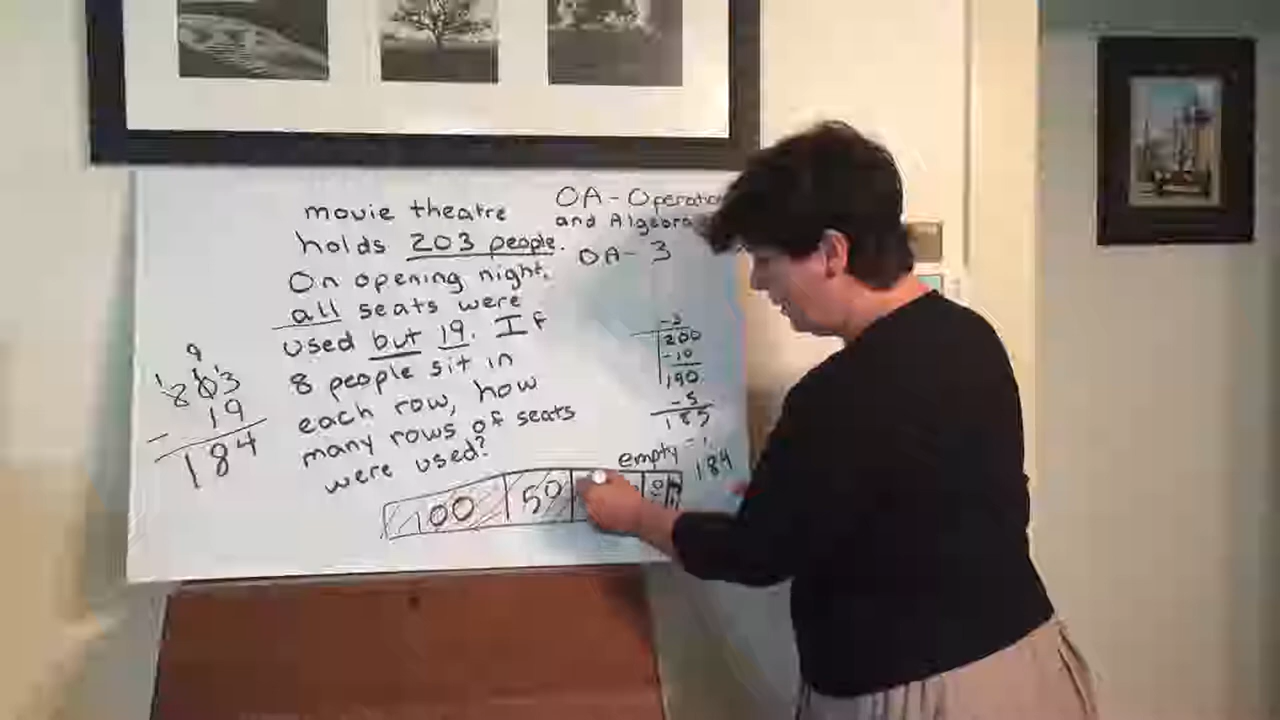 movie theatre
holds 203 people.
On opening night,
all seats were
used but 19. If
8 people sit in
each row, how
many rows of seats
were used?
OA - Operation
and Algebra
OA - 3
9
203
19
- 184
-3
200
-10
190
-5
185
184
empty =
100 50